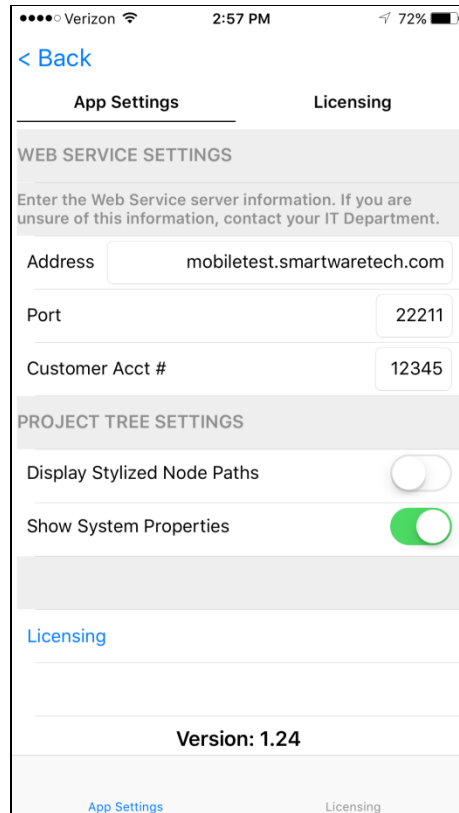 Verizon 2:57 PM 72%
< Back
App Settings Licensing
WEB SERVICE SETTINGS
Enter the Web Service server information. If you are
unsure of this information, contact your IT Department.
Address mobiletest.smartwaretech.com
Port 22211
Customer Acct # 12345
PROJECT TREE SETTINGS
Display Stylized Node Paths
Show System Properties
Licensing
Version: 1.24
App Settings Licensing